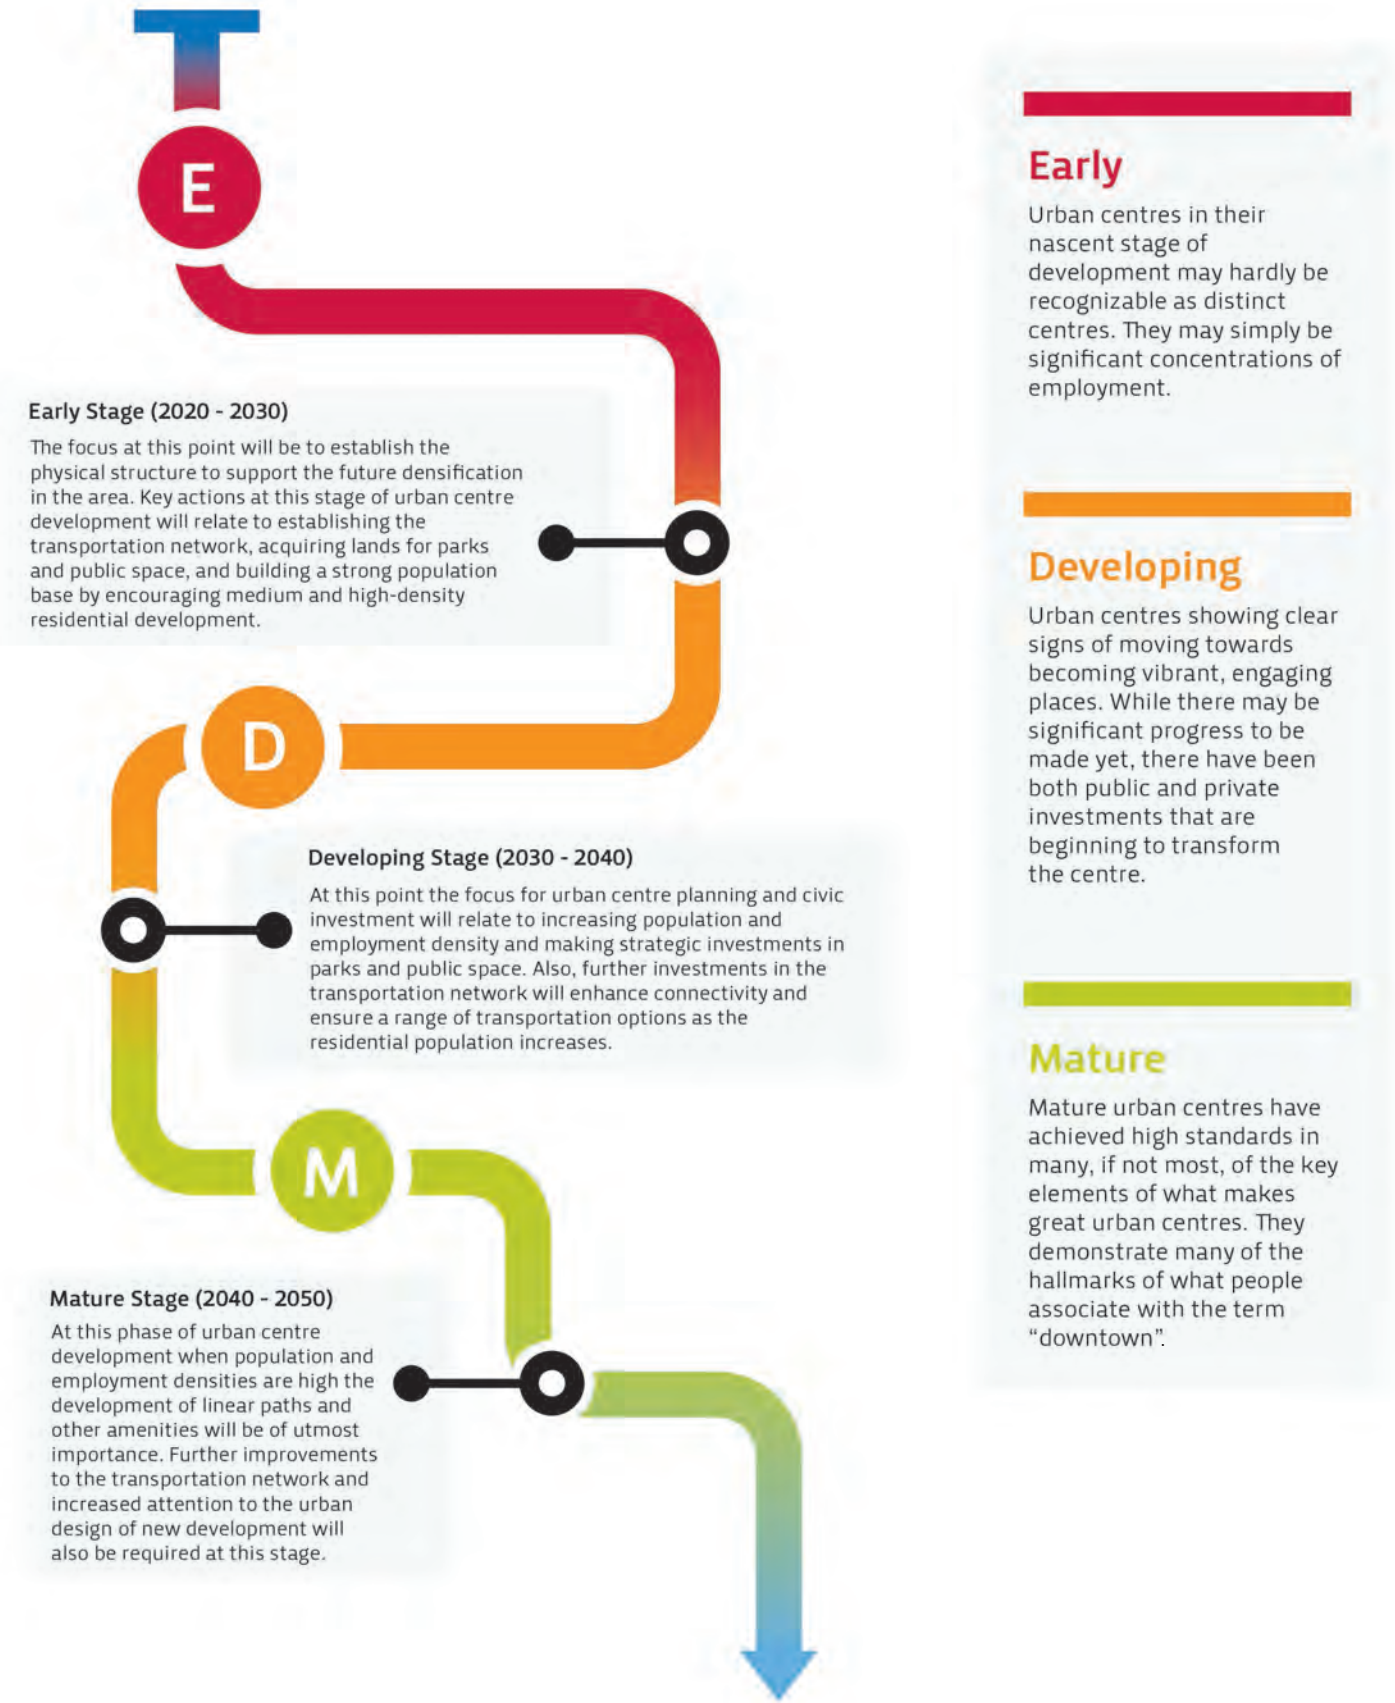 E
Early Stage (2020 - 2030)
The focus at this point will be to establish the
physical structure to support the future densification
in the area. Key actions at this stage of urban centre
development will relate to establishing the
transportation network, acquiring lands for parks
and public space, and building a strong population
base by encouraging medium and high-density
residential development.
D
Developing Stage (2030 - 2040)
At this point the focus for urban centre planning and civic
investment will relate to increasing population and
employment density and making strategic investments in
parks and public space. Also, further investments in the
transportation network will enhance connectivity and
ensure a range of transportation options as the
residential population increases.
M
Mature Stage (2040 - 2050)
At this phase of urban centre
development when population and
employment densities are high the
development of linear paths and
other amenities will be of utmost
importance. Further improvements
to the transportation network and
increased attention to the urban
design of new development will
also be required at this stage.
Early
Urban centres in their
nascent stage of
development may hardly be
recognizable as distinct
centres. They may simply be
significant concentrations of
employment.
Developing
Urban centres showing clear
signs of moving towards
becoming vibrant, engaging
places. While there may be
significant progress to be
made yet, there have been
both public and private
investments that are
beginning to transform
the centre.
Mature
Mature urban centres have
achieved high standards in
many, if not most, of the key
elements of what makes
great urban centres. They
demonstrate many of the
hallmarks of what people
associate with the term
“downtown”.